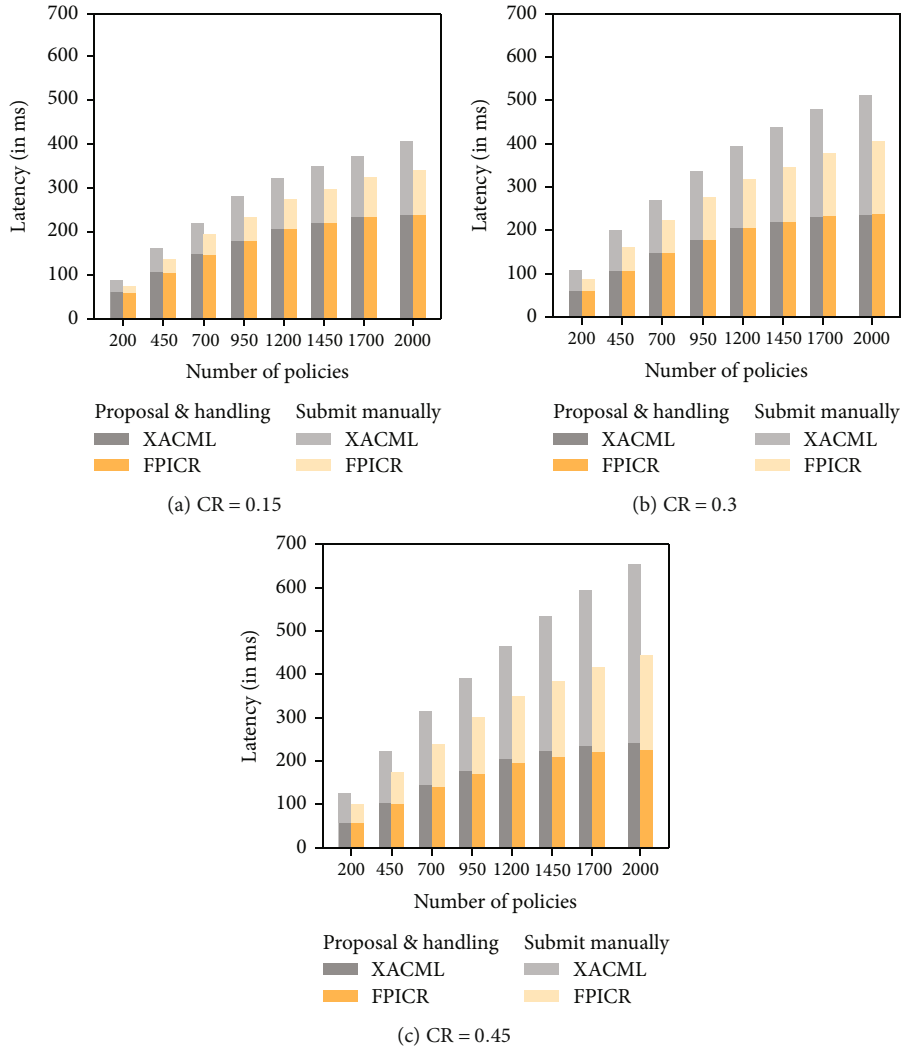 700
600
500
400
300
200
100
0
Latency (in ms)
200 450 700 950 1200 1450 1700 2000
Number of policies
Proposal & handling Submit manually
XACML XACML
FPICR FPICR
(a) CR = 0.15
700
600
500
400
300
200
100
0
Latency (in ms)
200 450 700 950 1200 1450 1700 2000
Number of policies
Proposal & handling Submit manually
XACML XACML
FPICR FPICR
(b) CR = 0.3
700
600
500
400
300
200
100
0
Latency (in ms)
200 450 700 950 1200 1450 1700 2000
Number of policies
Proposal & handling Submit manually
XACML XACML
FPICR FPICR
(c) CR = 0.45